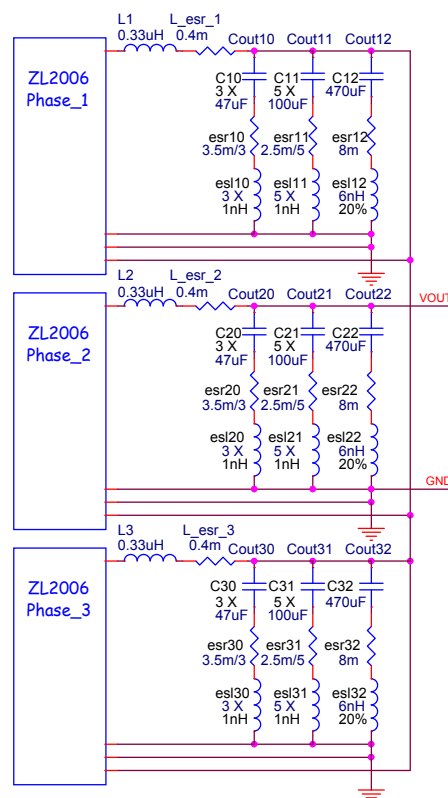 L1
0.33uH
L_esr_1
0.4m
Cout10 Cout11 Cout12
ZL2006
Phase_1
C10
3 X
47uF
C11
5 X
100uF
C12
470uF
esr10
3.5m/3
esr11
2.5m/5
esr12
8m
esl10
3 X
1nH
esl11
5 X
1nH
esl12
6nH
20%
L2
0.33uH
L_esr_2
0.4m
Cout20 Cout21 Cout22
VOUT
ZL2006
Phase_2
C20
3 X
47uF
C21
5 X
100uF
C22
470uF
esr20
3.5m/3
esr21
2.5m/5
esr22
8m
esl20
3 X
1nH
esl21
5 X
1nH
esl22
6nH
20%
GND
L3
0.33uH
L_esr_3
0.4m
Cout30 Cout31 Cout32
ZL2006
Phase_3
C30
3 X
47uF
C31
5 X
100uF
C32
470uF
esr30
3.5m/3
esr31
2.5m/5
esr32
8m
esl30
3 X
1nH
esl31
5 X
1nH
esl32
6nH
20%